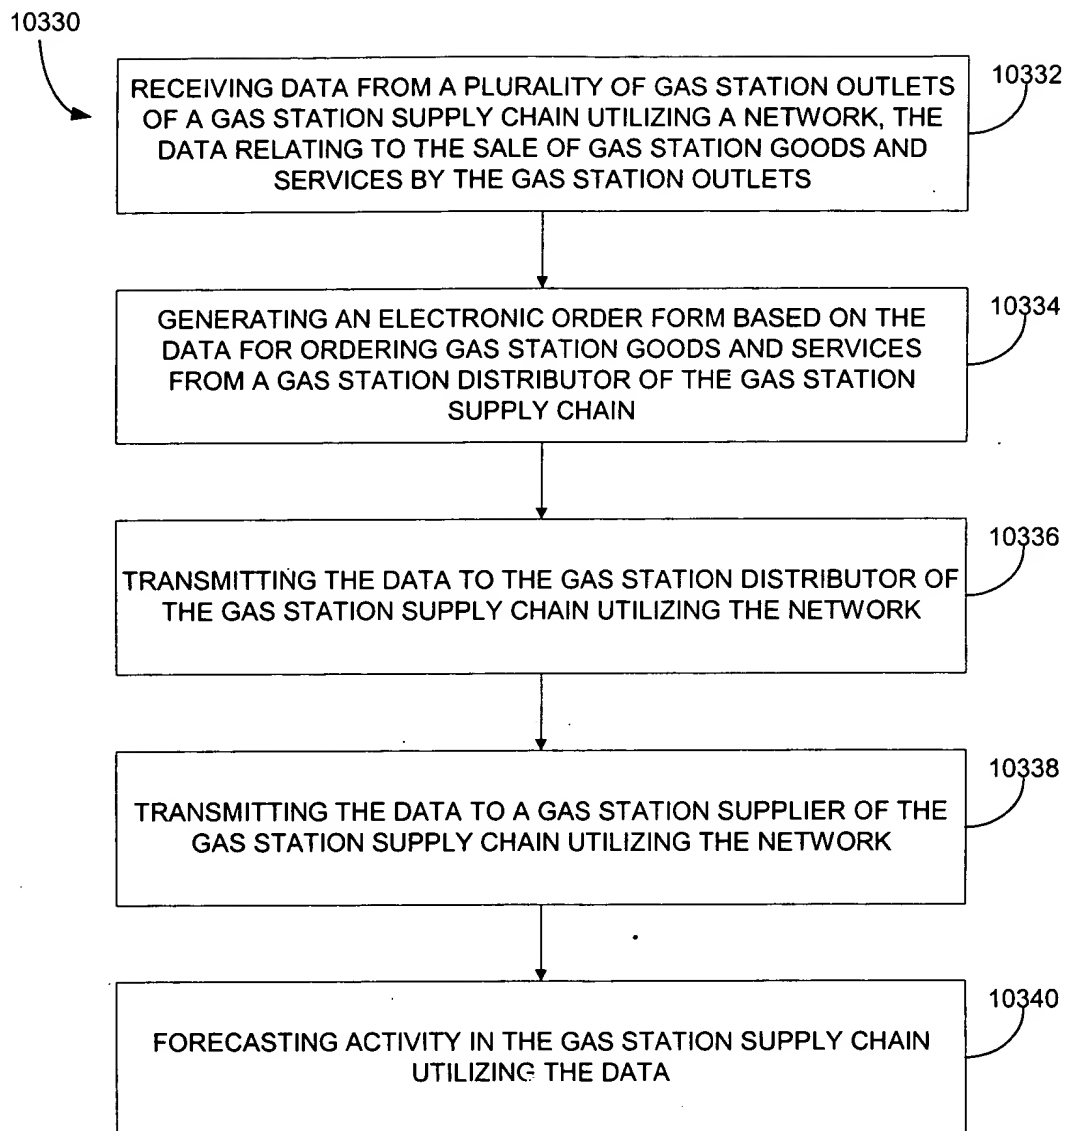 10330
RECEIVING DATA FROM A PLURALITY OF GAS STATION OUTLETS
OF A GAS STATION SUPPLY CHAIN UTILIZING A NETWORK, THE
DATA RELATING TO THE SALE OF GAS STATION GOODS AND
SERVICES BY THE GAS STATION OUTLETS
10332
GENERATING AN ELECTRONIC ORDER FORM BASED ON THE
DATA FOR ORDERING GAS STATION GOODS AND SERVICES
FROM A GAS STATION DISTRIBUTOR OF THE GAS STATION
SUPPLY CHAIN
10334
TRANSMITTING THE DATA TO THE GAS STATION DISTRIBUTOR OF
THE GAS STATION SUPPLY CHAIN UTILIZING THE NETWORK
10336
TRANSMITTING THE DATA TO A GAS STATION SUPPLIER OF THE
GAS STATION SUPPLY CHAIN UTILIZING THE NETWORK
10338
FORECASTING ACTIVITY IN THE GAS STATION SUPPLY CHAIN
UTILIZING THE DATA
10340